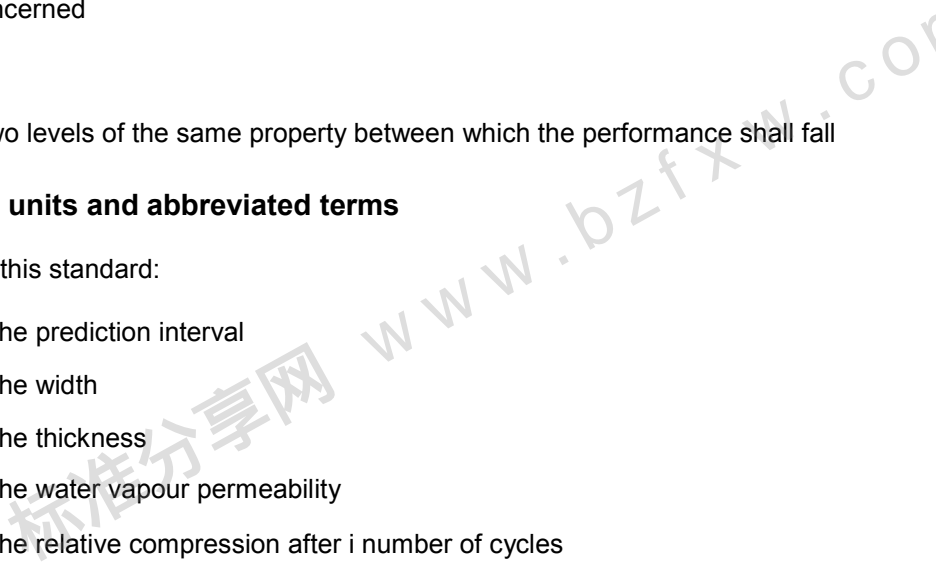 ncerned
wo levels of the same property between which the performance shall fall
units and abbreviated terms
this standard:
he prediction interval
he width
he thickness
he water vapour permeability
he relative compression after i number of cycles
标准分享网 www.bzfxw.com